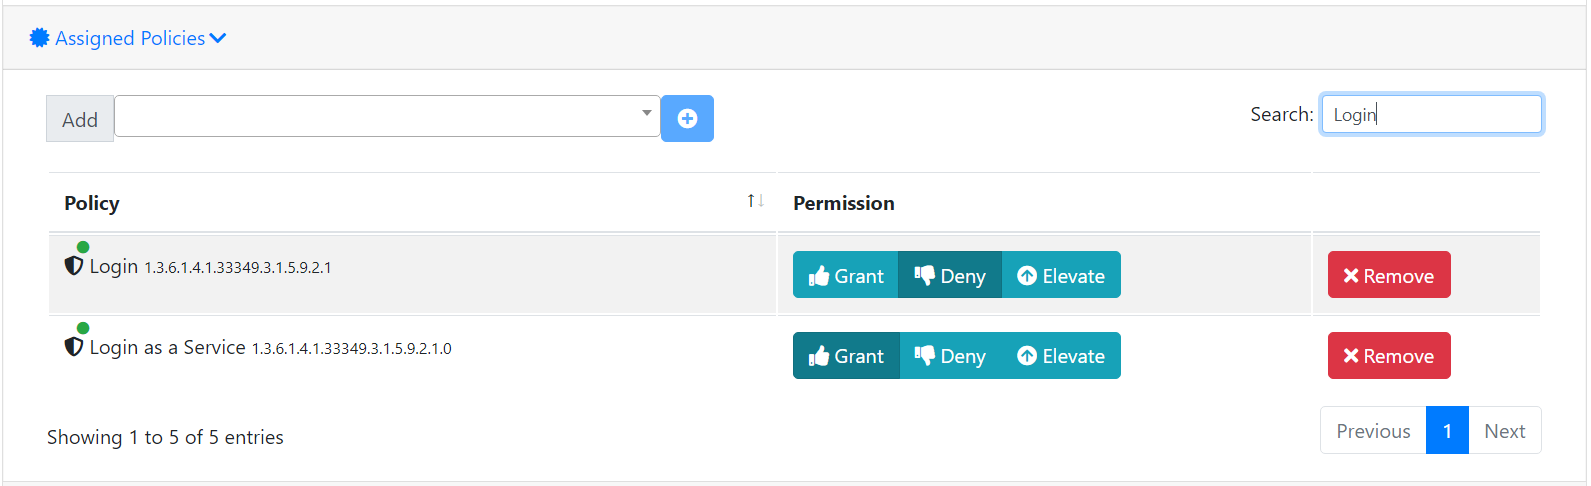 Assigned Policies
Add
Search: Login
Policy Permission
Login 1.3.6.1.4.1.33349.3.1.5.9.2.1 Grant Deny Elevate Remove
Login as a Service 1.3.6.1.4.1.33349.3.1.5.9.2.1.0 Grant Deny Elevate Remove
Showing 1 to 5 of 5 entries Previous 1 Next